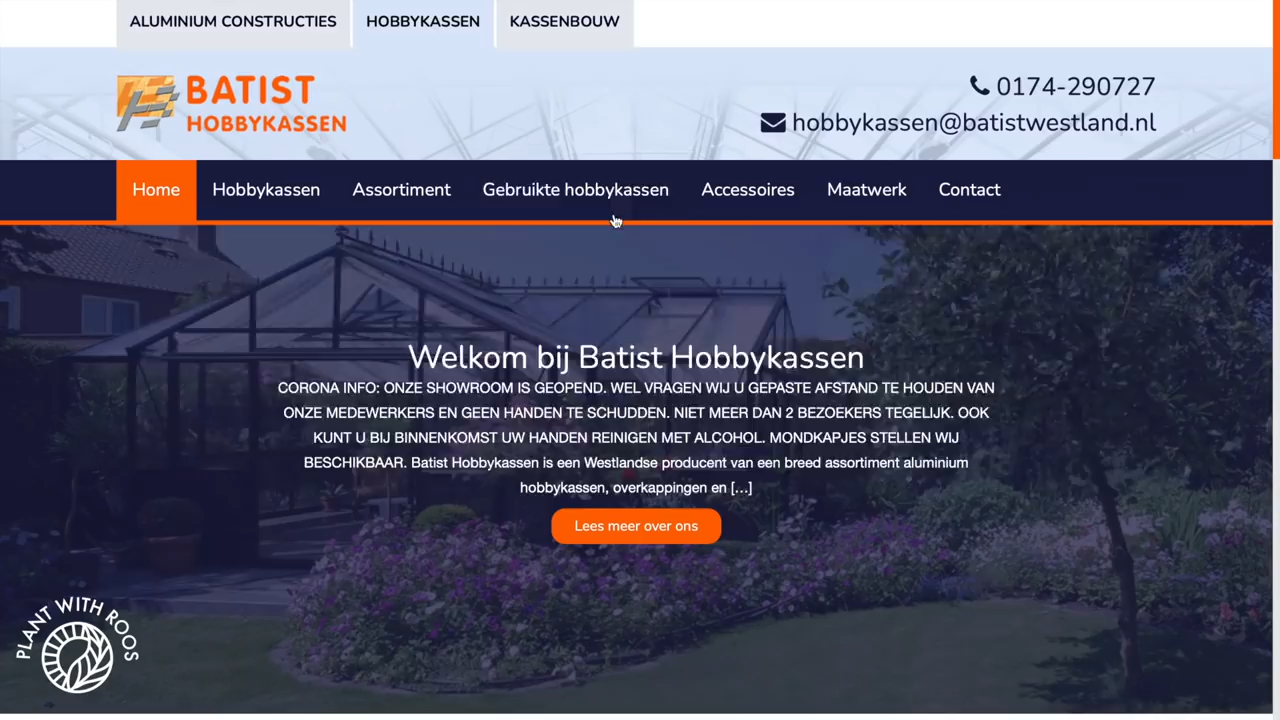 ALUMINIUM CONSTRUCTIES
HOBBYKASSEN
KASSENBOUW
BATIST
HOBBYKASSEN
0174-290727
hobbykassen@batistwestland.nl
Home
Hobbykassen
Assortiment
Gebruikte hobbykassen
Accessoires
Maatwerk
Contact
Welkom bij Batist Hobbykassen
CORONA INFO: ONZE SHOWROOM IS GEOPEND. WEL VRAGEN WIJ U GEPASTE AFSTAND TE HOUDEN VAN
ONZE MEDEWERKERS EN GEEN HANDEN TE SCHUDDEN. NIET MEER DAN 2 BEZOEKERS TEGELIJK. OOK
KUNT U BIJ BINNENKOMST UW HANDEN REINIGEN MET ALCOHOL. MONDKAPJES STELLEN WIJ
BESCHIKBAAR. Batist Hobbykassen is een Westlandse producent van een breed assortiment aluminium
hobbykassen, overkappingen en [...]
Lees meer over ons
PLANT WITH ROOS